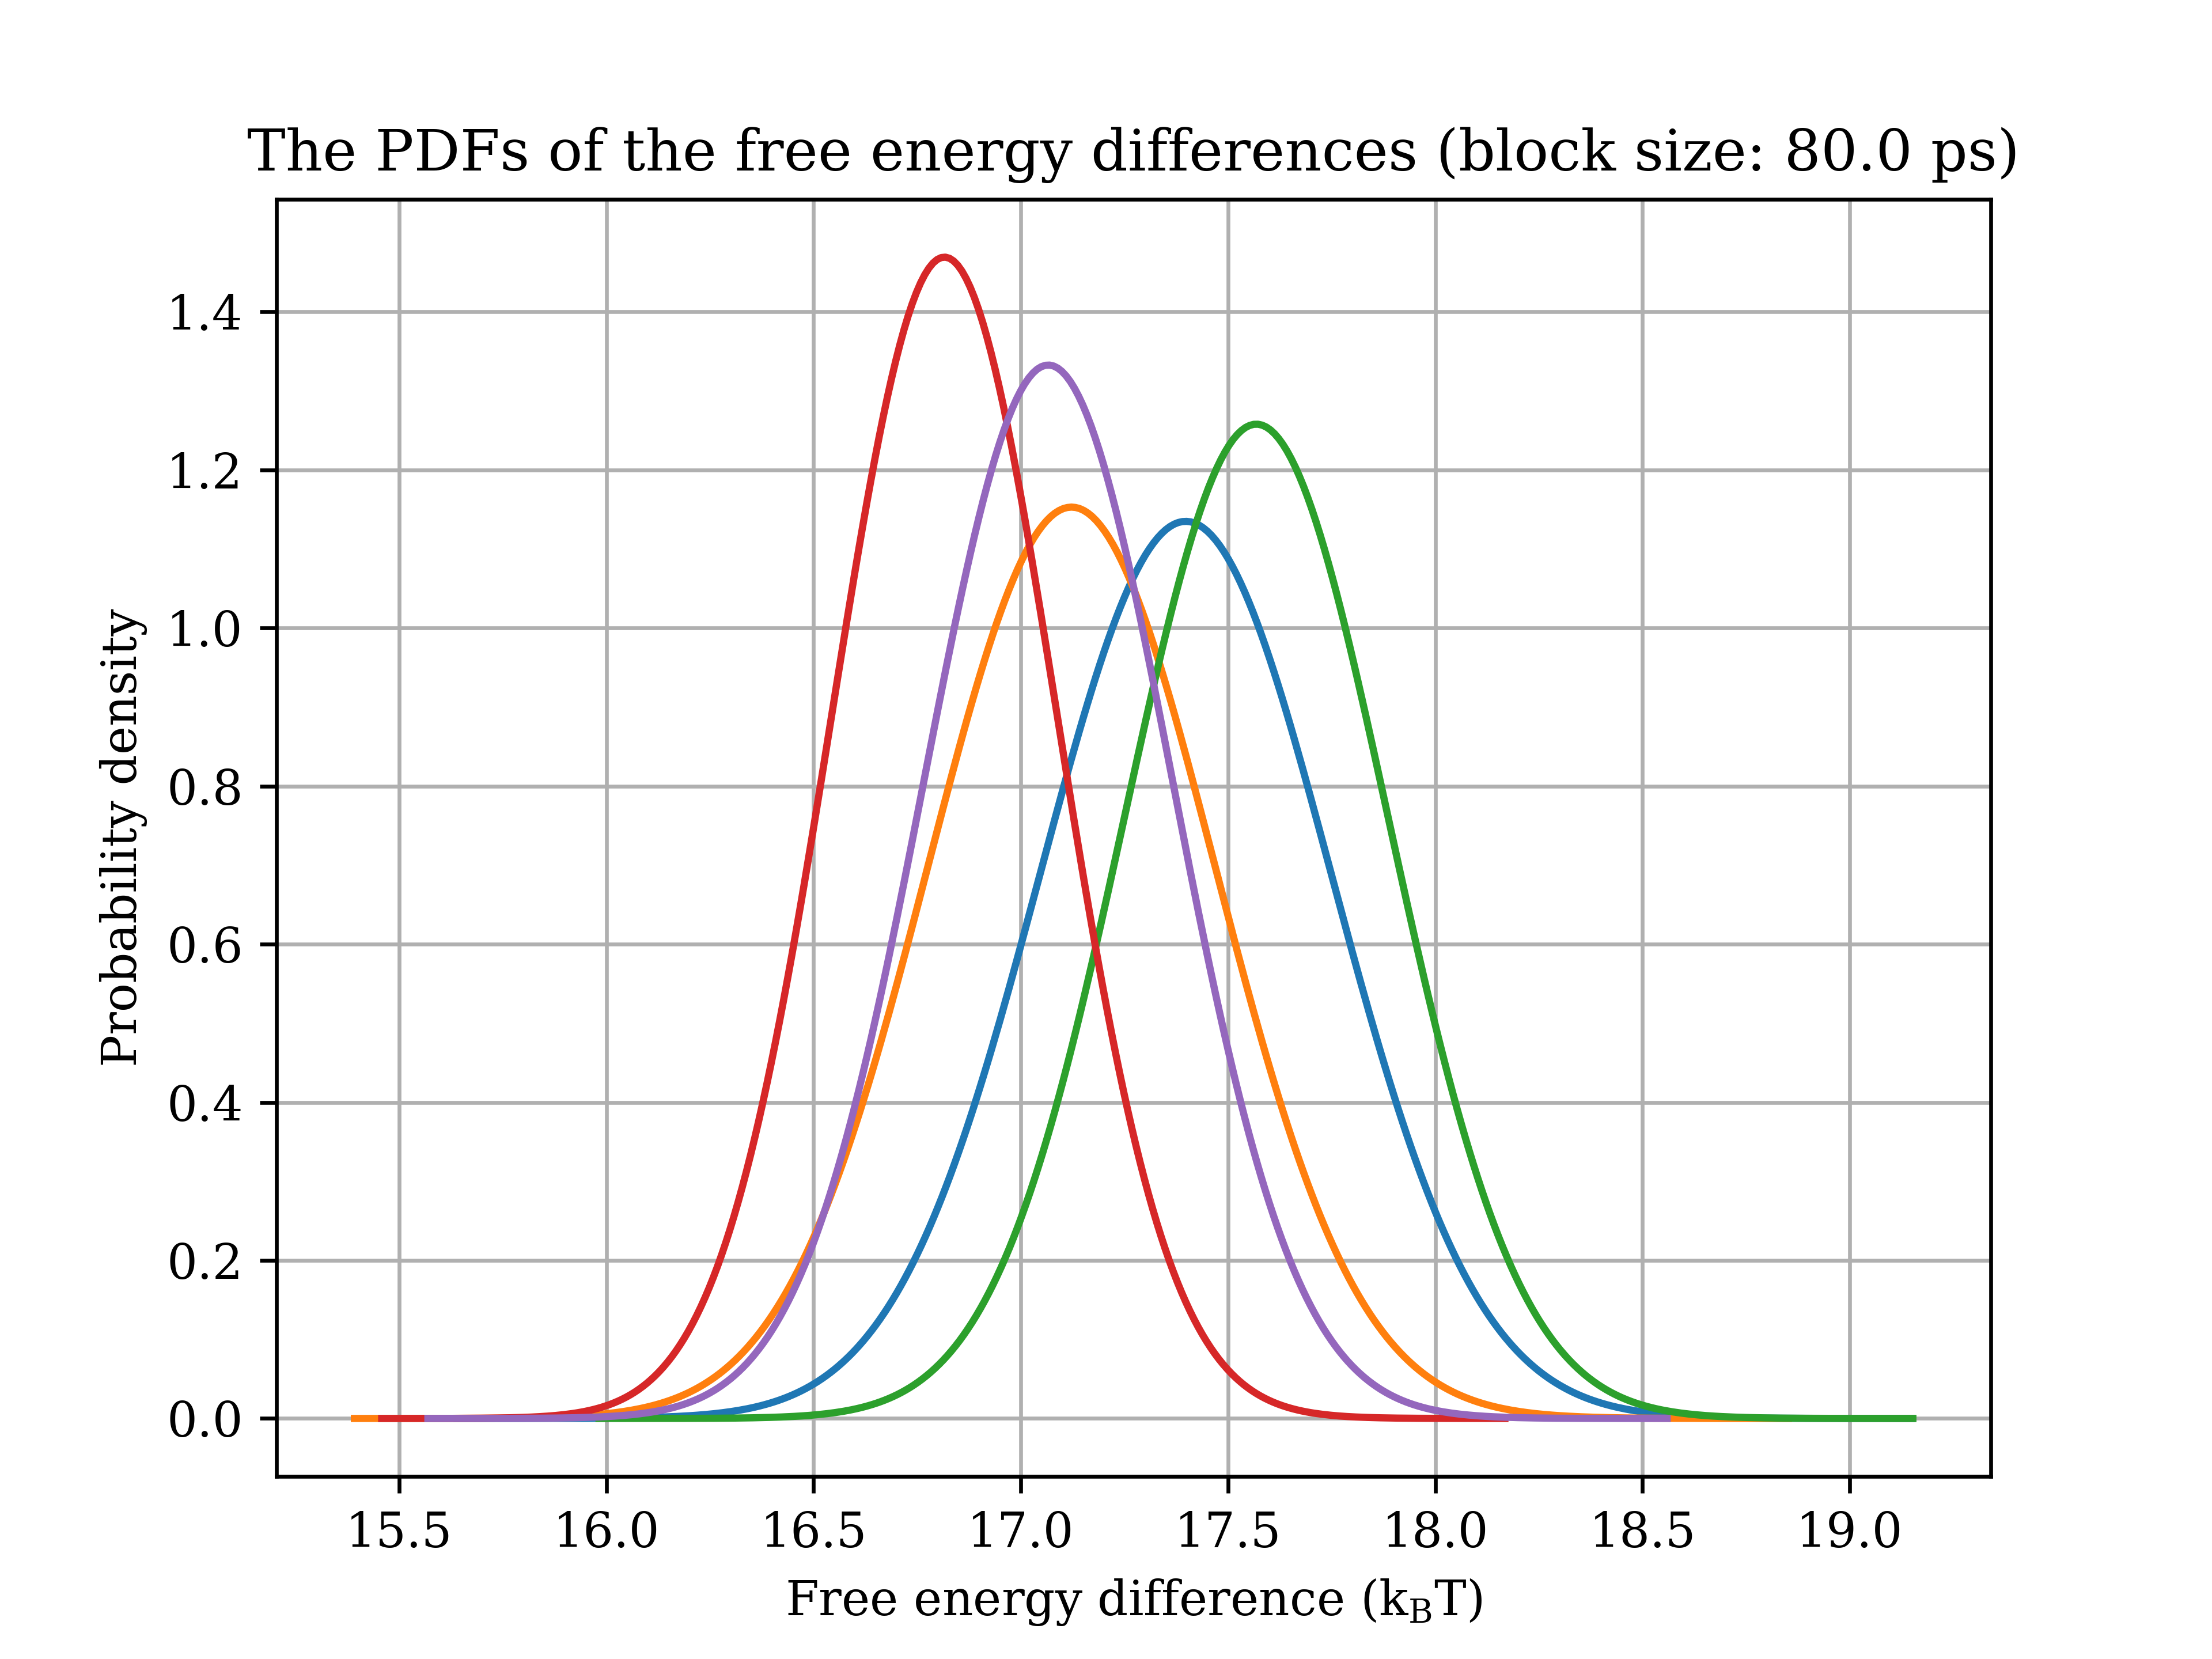 The PDFs of the free energy differences (block size: 80.0 ps)
1.4
1.2
1.0
0.8
0.6
0.4
0.2
0.0
Probability density
15.5 16.0 16.5 17.0 17.5 18.0 18.5 19.0
Free energy difference (k_BT)